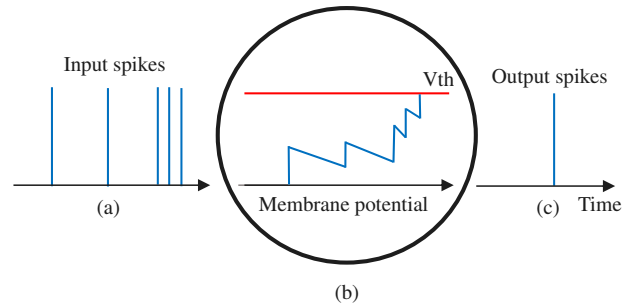 Input spikes
Vth
Output spikes
Membrane potential
(a)
(c)
Time
(b)